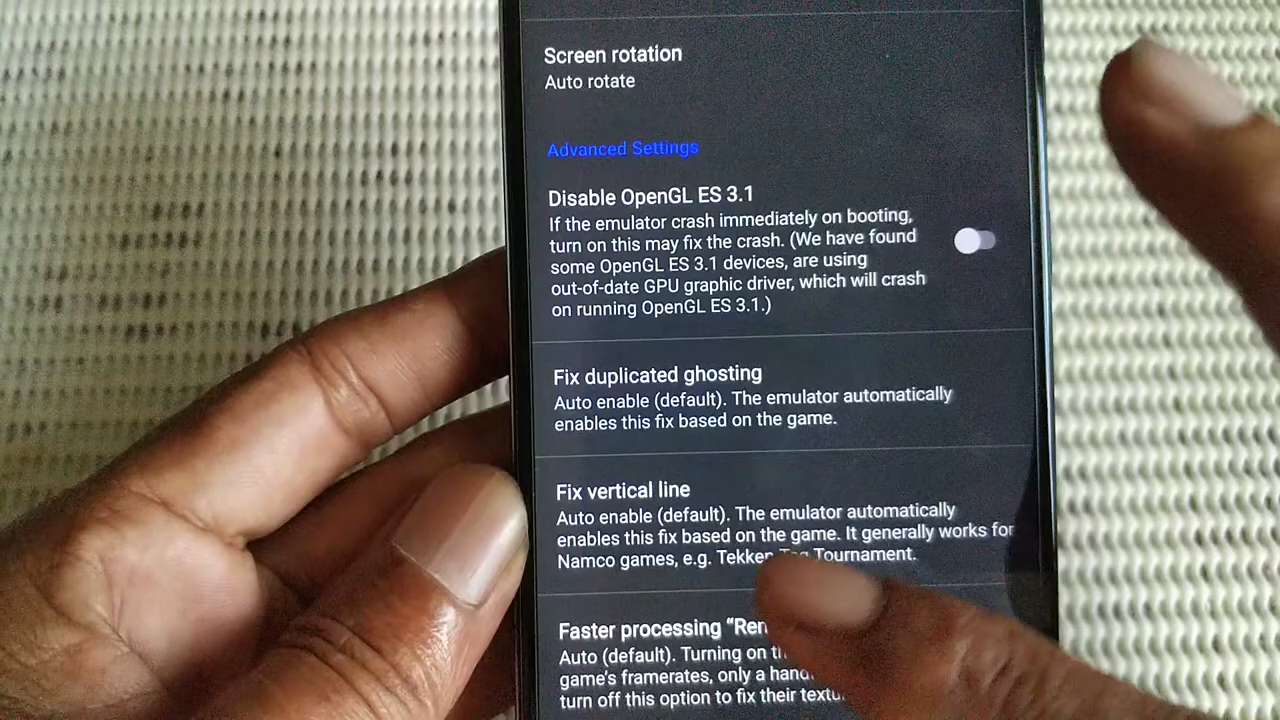 Screen rotation
Auto rotate
Advanced Settings
Disable OpenGL ES 3.1
If the emulator crash immediately on booting,
turn on this may fix the crash. (We have found
some OpenGL ES 3.1 devices, are using
out-of-date GPU graphic driver, which will crash
on running OpenGL ES 3.1.)
Fix duplicated ghosting
Auto enable (default). The emulator automatically
enables this fix based on the game.
Fix vertical line
Auto enable (default). The emulator automatically
enables this fix based on the game. It generally works for
Namco games, e.g. Tekken Tag Tournament.
Faster processing
Auto (default). Turning on
game's framerates, only a
turn off this option to fix their